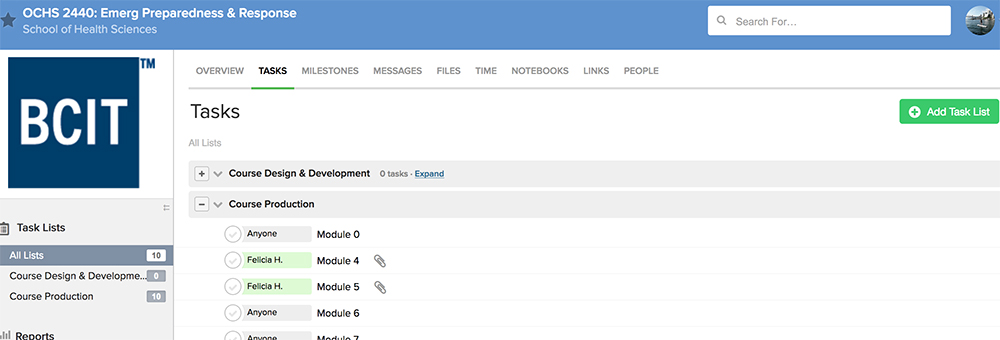 OCHS 2440: Emerg Preparedness & Response
School of Health Sciences
Search For…
BCIT™
OVERVIEW TASKS MILESTONES MESSAGES FILES TIME NOTEBOOKS LINKS PEOPLE
Tasks
Add Task List
All Lists
Course Design & Development 0 tasks · Expand
Course Production
Anyone Module 0
Felicia H. Module 4
Felicia H. Module 5
Anyone Module 6
Anyone Module 7
Task Lists
All Lists 10
Course Design & Developme... 0
Course Production 10
Reports